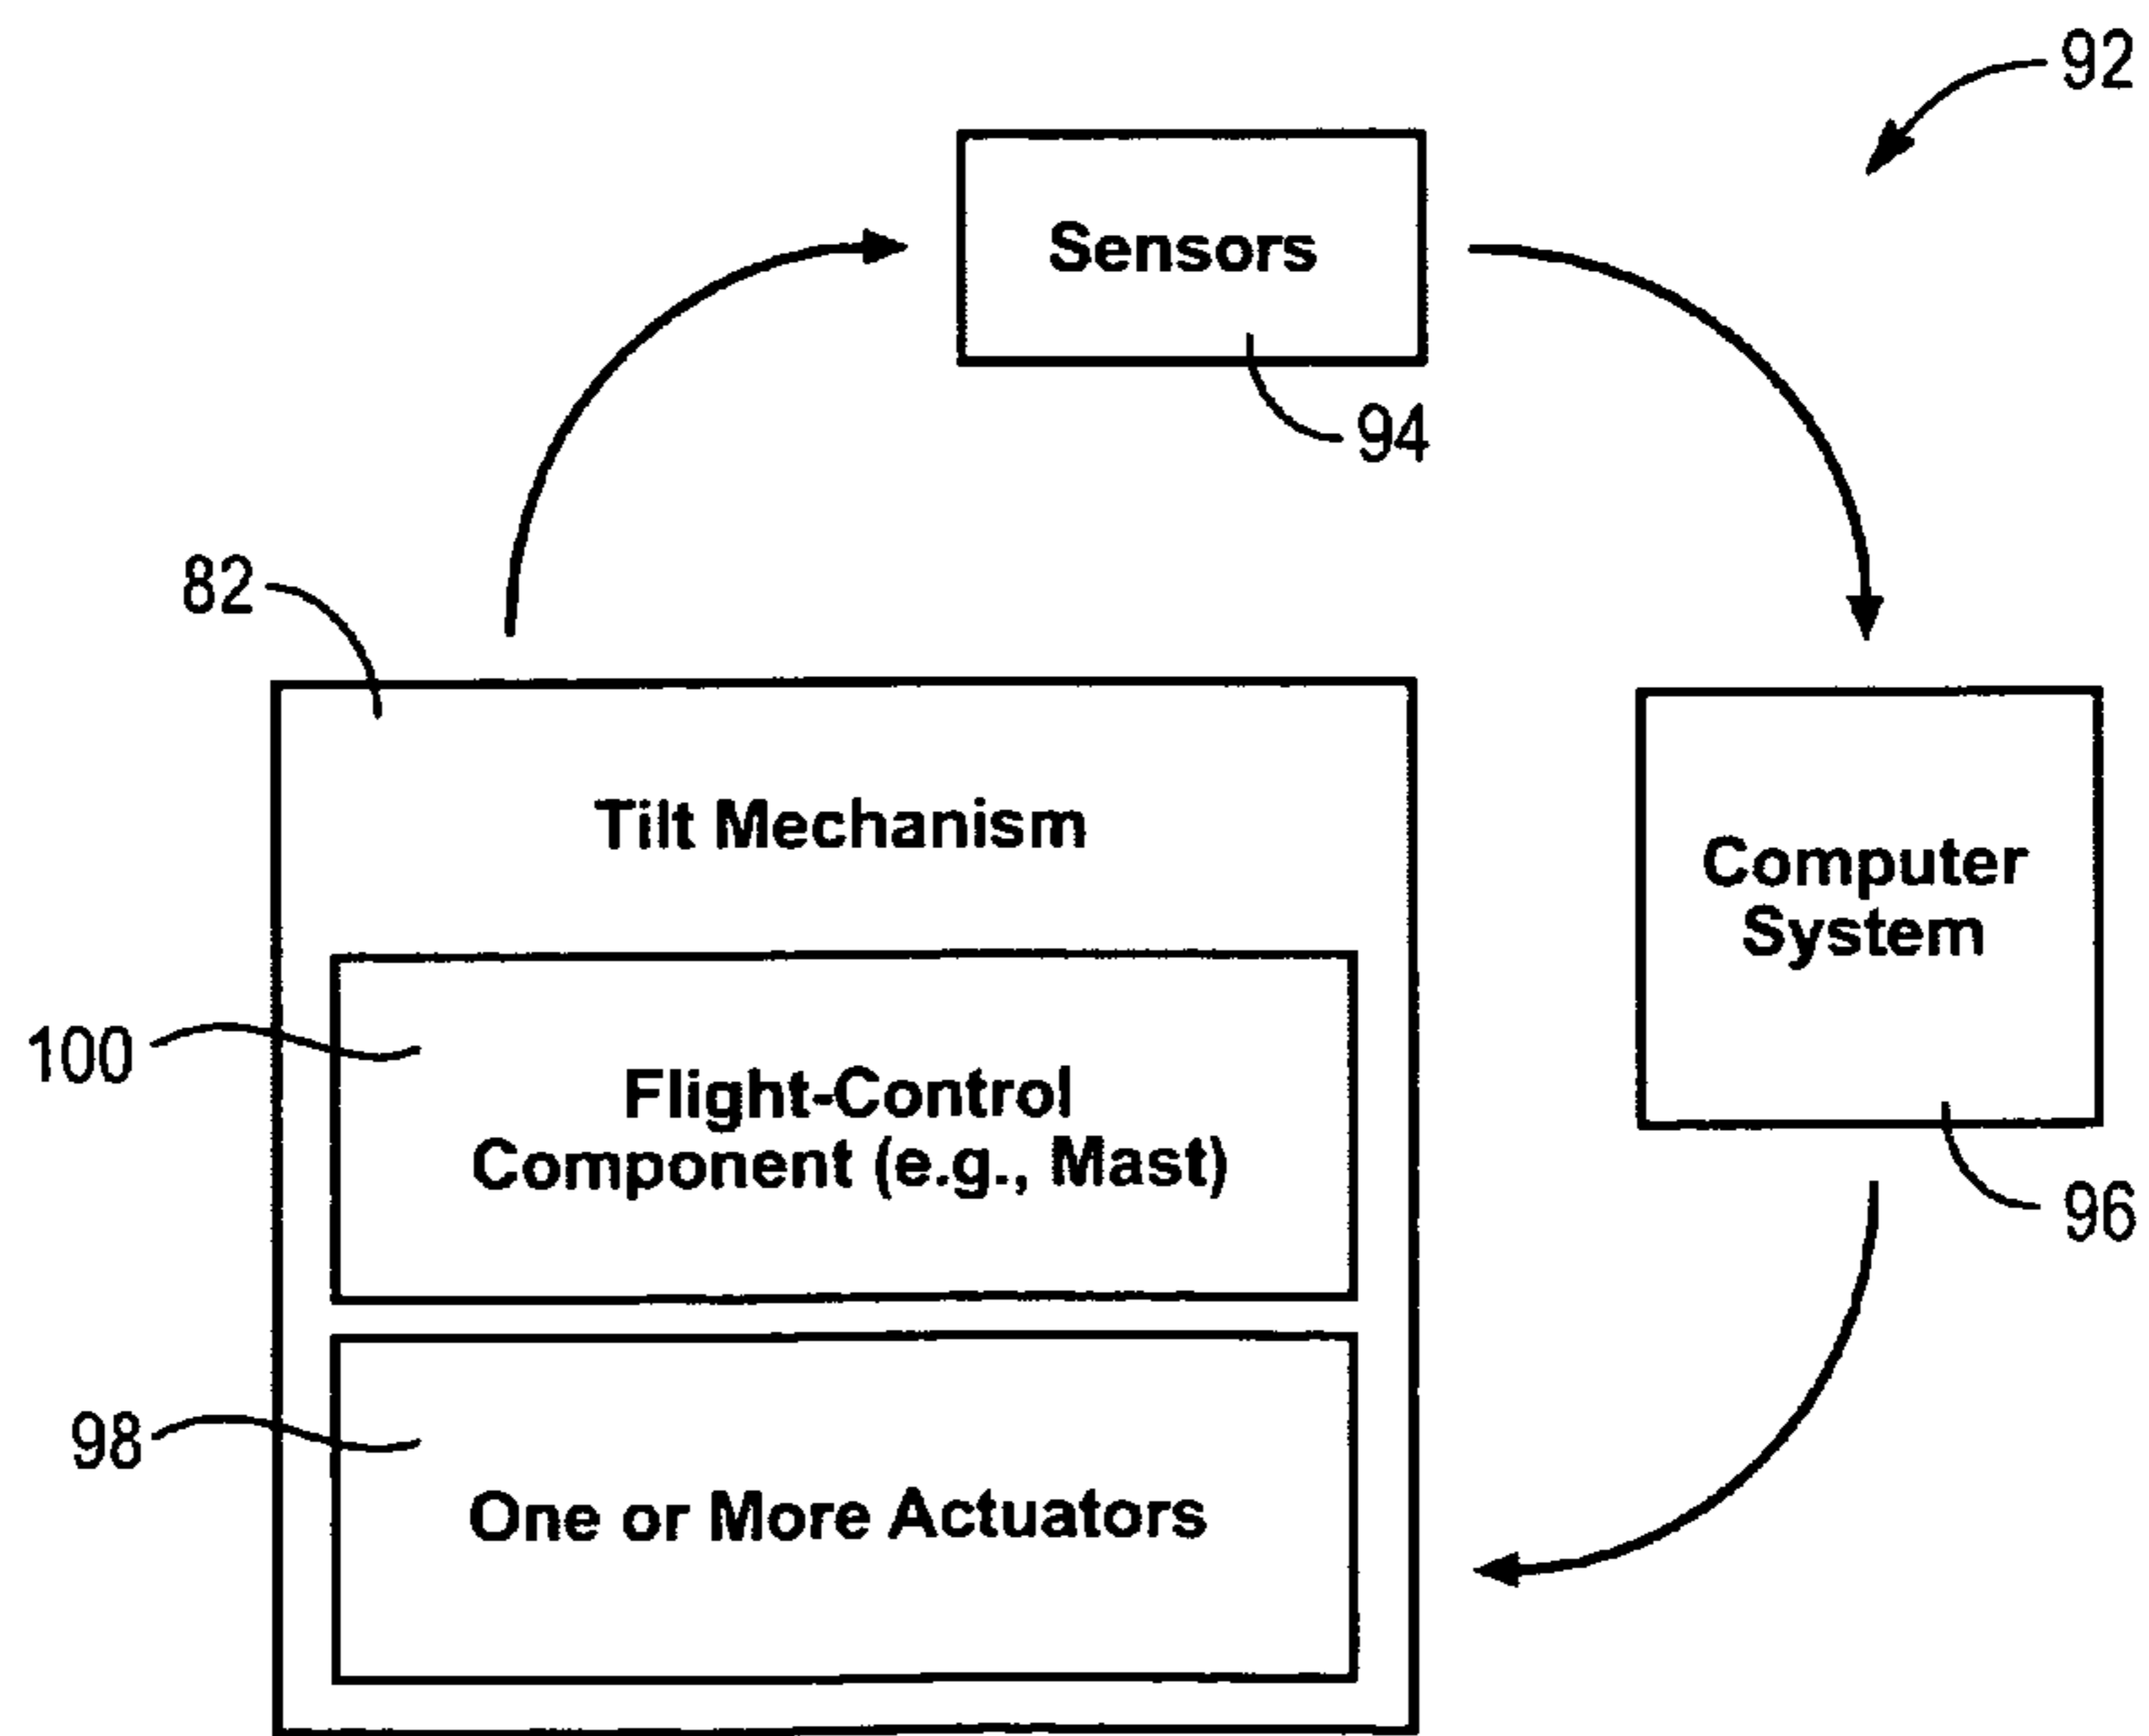 92
Sensors
94
82
Tilt Mechanism
Computer
System
100
Flight-Control
Component (e.g., Mast)
96
98
One or More Actuators